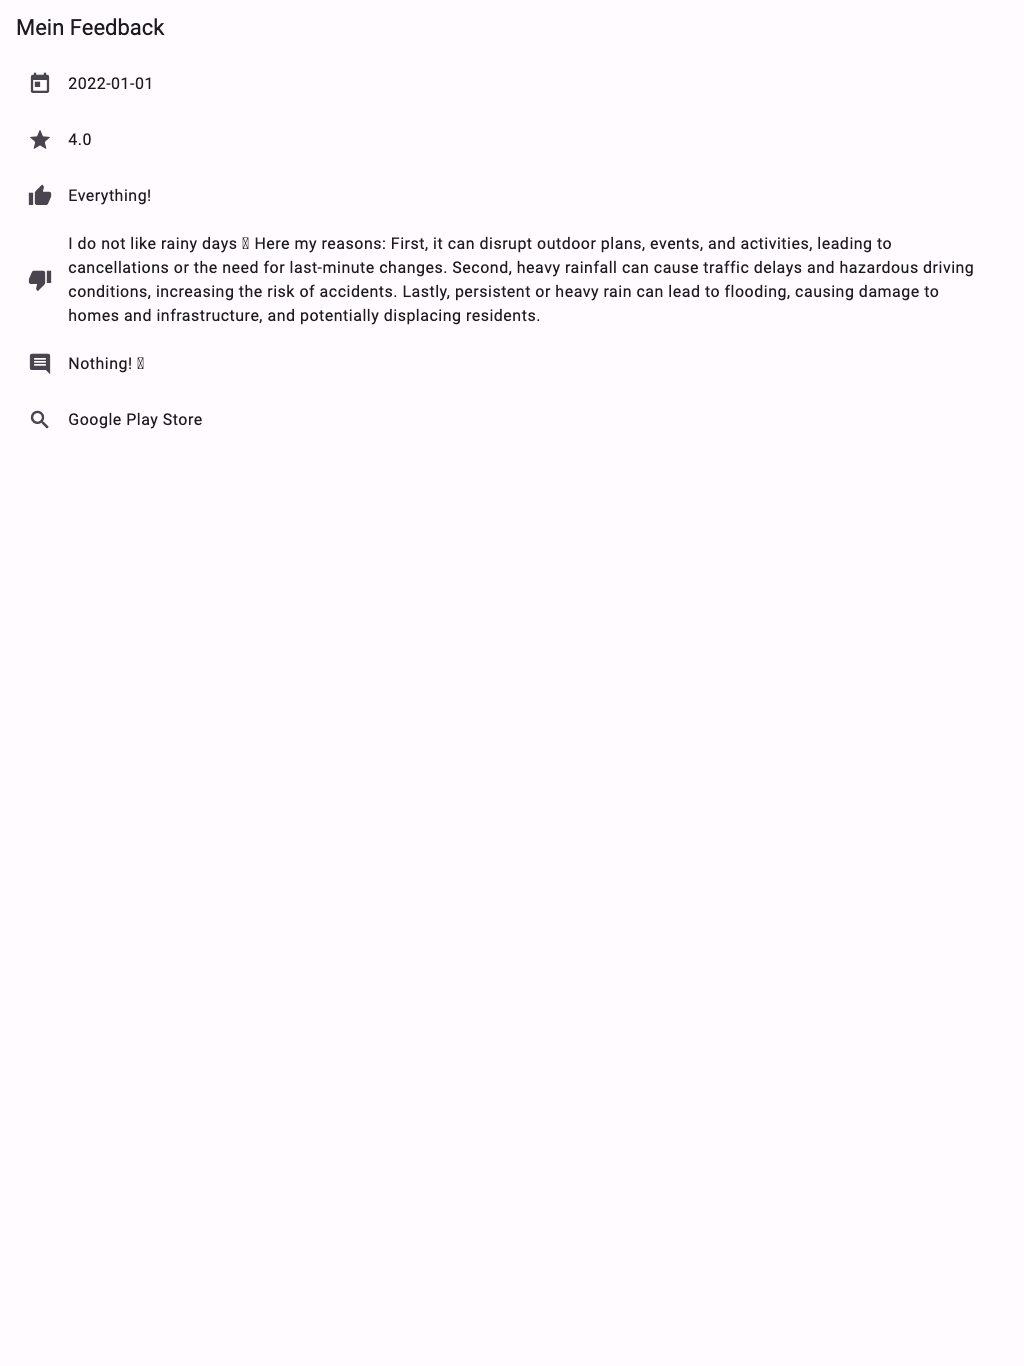 Mein Feedback
2022-01-01
4.0
Everything!
I do not like rainy days Here my reasons: First, it can disrupt outdoor plans, events, and activities, leading to
cancellations or the need for last-minute changes. Second, heavy rainfall can cause traffic delays and hazardous driving
conditions, increasing the risk of accidents. Lastly, persistent or heavy rain can lead to flooding, causing damage to
homes and infrastructure, and potentially displacing residents.
Nothing!
Google Play Store